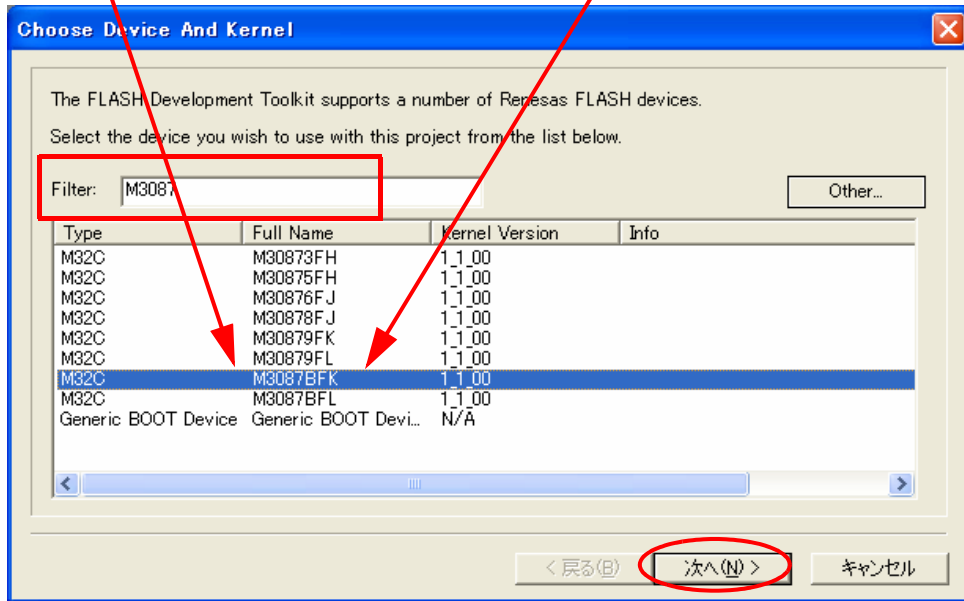 Choose Device And Kernel
The FLASH Development Toolkit supports a number of Renesas FLASH devices.
Select the device you wish to use with this project from the list below.
Filter: M3087 Other...
Type Full Name Kernel Version Info
M32C M30873FH 1_1_00
M32C M30875FH 1_1_00
M32C M30876FJ 1_1_00
M32C M30878FJ 1_1_00
M32C M30879FK 1_1_00
M32C M30879FL 1_1_00
M32C M3087BFK 1_1_00
M32C M3087BFL 1_1_00
Generic BOOT Device Generic BOOT Devi... N/A
< 戻る(B) 次へ(N) > キャンセル